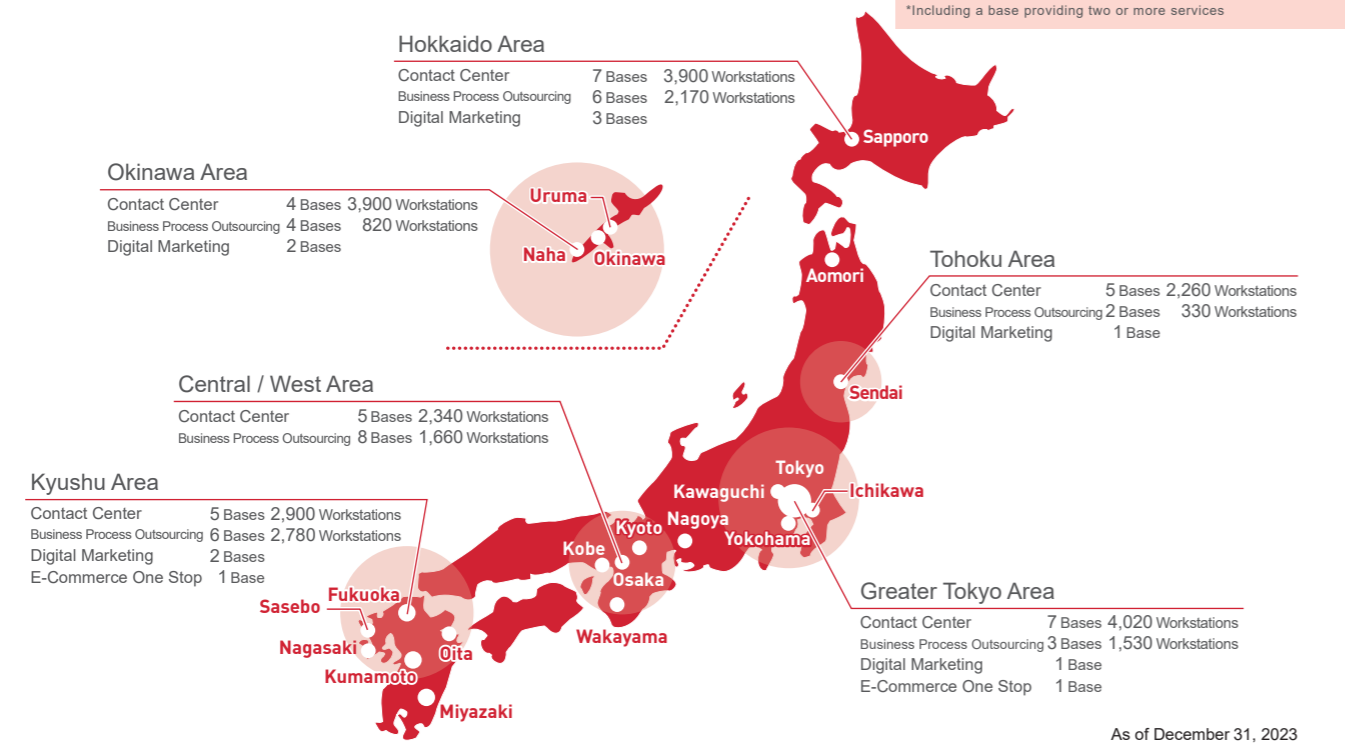 *Including a base providing two or more services
Hokkaido Area
Contact Center 7 Bases 3,900 Workstations
Business Process Outsourcing 6 Bases 2,170 Workstations
Digital Marketing 3 Bases
Sapporo
Okinawa Area
Contact Center 4 Bases 3,900 Workstations
Business Process Outsourcing 4 Bases 820 Workstations
Digital Marketing 2 Bases
Uruma
Naha
Okinawa
Aomori
Tohoku Area
Contact Center 5 Bases 2,260 Workstations
Business Process Outsourcing 2 Bases 330 Workstations
Digital Marketing 1 Base
Sendai
Central / West Area
Contact Center 5 Bases 2,340 Workstations
Business Process Outsourcing 8 Bases 1,660 Workstations
Kyushu Area
Contact Center 5 Bases 2,900 Workstations
Business Process Outsourcing 6 Bases 2,780 Workstations
Digital Marketing 2 Bases
E-Commerce One Stop 1 Base
Tokyo
Kawaguchi
Ichikawa
Nagoya
Yokohama
Kyoto
Kobe
Osaka
Wakayama
Fukuoka
Sasebo
Nagasaki
Oita
Kumamoto
Miyazaki
Greater Tokyo Area
Contact Center 7 Bases 4,020 Workstations
Business Process Outsourcing 3 Bases 1,530 Workstations
Digital Marketing 1 Base
E-Commerce One Stop 1 Base
As of December 31, 2023